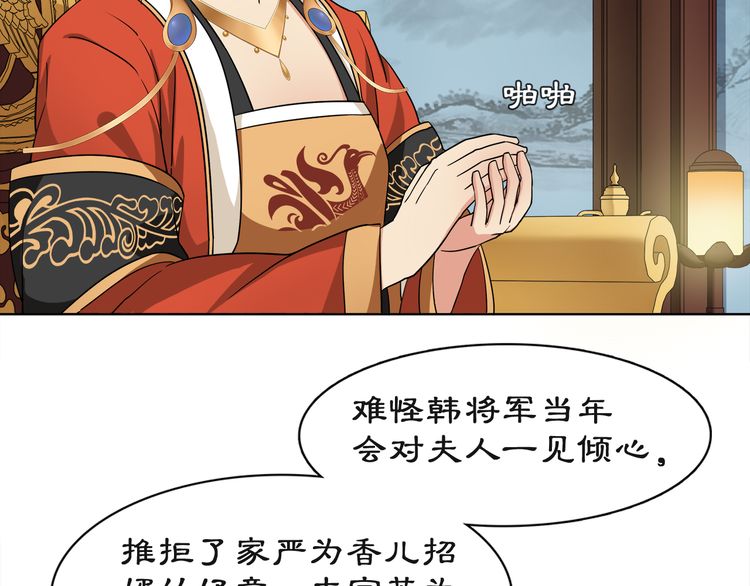 啪啪
难怪韩将军当年
会对夫人一见倾心，
推拒了家严为香儿招